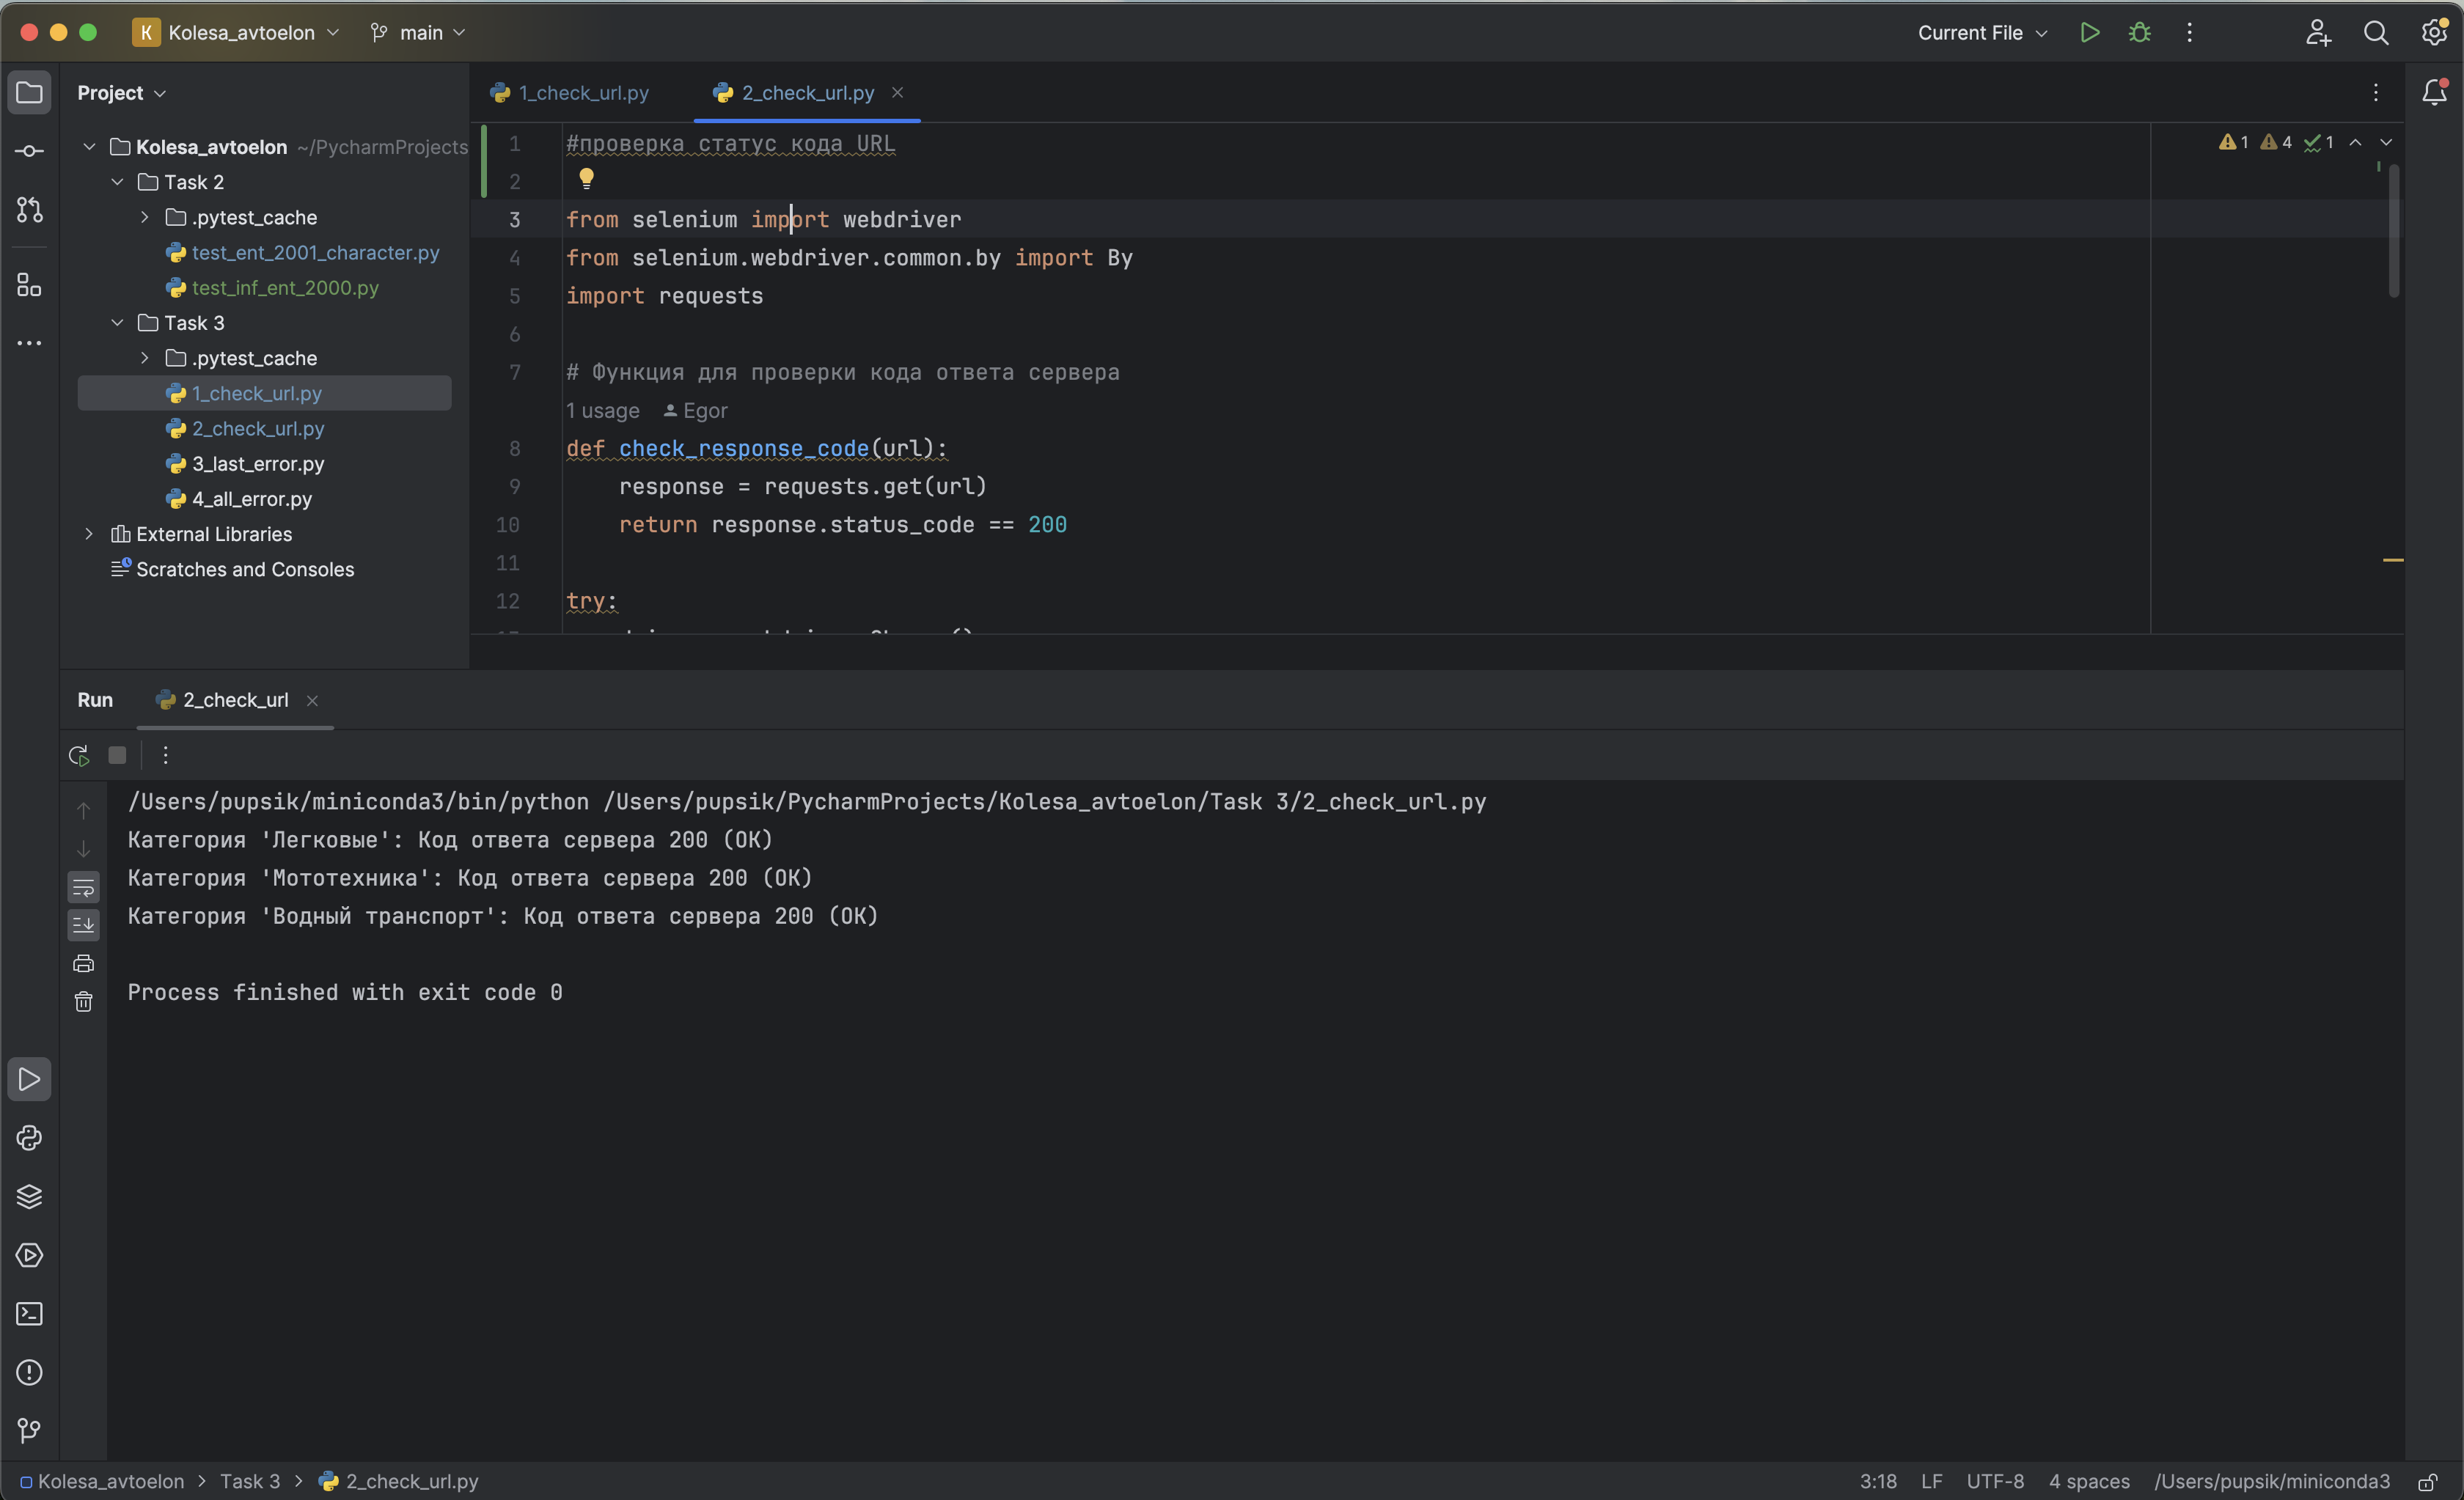 K Kolesa_avtoelon main Current File
Project
Kolesa_avtoelon ~/PycharmProjects
Task 2
.pytest_cache
test_ent_2001_character.py
test_inf_ent_2000.py
Task 3
.pytest_cache
1_check_url.py
2_check_url.py
3_last_error.py
4_all_error.py
External Libraries
Scratches and Consoles
1_check_url.py 2_check_url.py
1 4 1
1 #проверка статус кода URL
2
3 from selenium import webdriver
4 from selenium.webdriver.common.by import By
5 import requests
6
7 # Функция для проверки кода ответа сервера
1 usage Egor
8 def check_response_code(url):
9 response = requests.get(url)
10 return response.status_code == 200
11
12 try:
Run 2_check_url
/Users/pupsik/miniconda3/bin/python /Users/pupsik/PycharmProjects/Kolesa_avtoelon/Task 3/2_check_url.py
Категория 'Легковые': Код ответа сервера 200 (ОК)
Категория 'Мототехника': Код ответа сервера 200 (ОК)
Категория 'Водный транспорт': Код ответа сервера 200 (ОК)
Process finished with exit code 0
Kolesa_avtoelon > Task 3 > 2_check_url.py
3:18 LF UTF-8 4 spaces /Users/pupsik/miniconda3